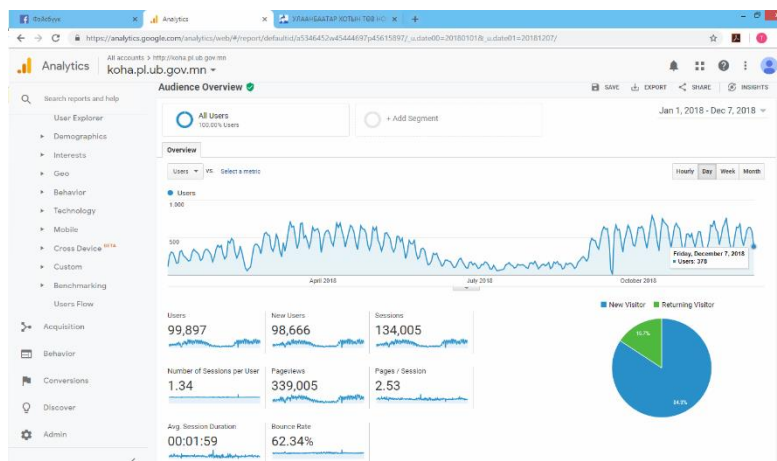 Фэйсбүүк
Analytics
УЛААНБААТАР ХОТЫН ТӨВ НОМ
https://analytics.google.com/analytics/web/#/report/defaultid/a5346452w45444697p45615897/_u.date00=20180101&_u.date01=20181207/
Analytics
All accounts > http://koha.pl.ub.gov.mn
koha.pl.ub.gov.mn
Search reports and help
User Explorer
Demographics
Interests
Geo
Behavior
Technology
Mobile
Cross Device BETA
Custom
Benchmarking
Users Flow
Acquisition
Behavior
Conversions
Discover
Admin
Audience Overview
SAVE EXPORT SHARE INSIGHTS
All Users
100.00% Users
+ Add Segment
Jan 1, 2018 - Dec 7, 2018
Overview
Users VS. Select a metric
Hourly Day Week Month
Users
1,000
500
April 2018 July 2018 October 2018
Friday, December 7, 2018
Users: 378
Users
99,897
New Users
98,666
Sessions
134,005
Number of Sessions per User
1.34
Pageviews
339,005
Pages / Session
2.53
Avg. Session Duration
00:01:59
Bounce Rate
62.34%
New Visitor Returning Visitor